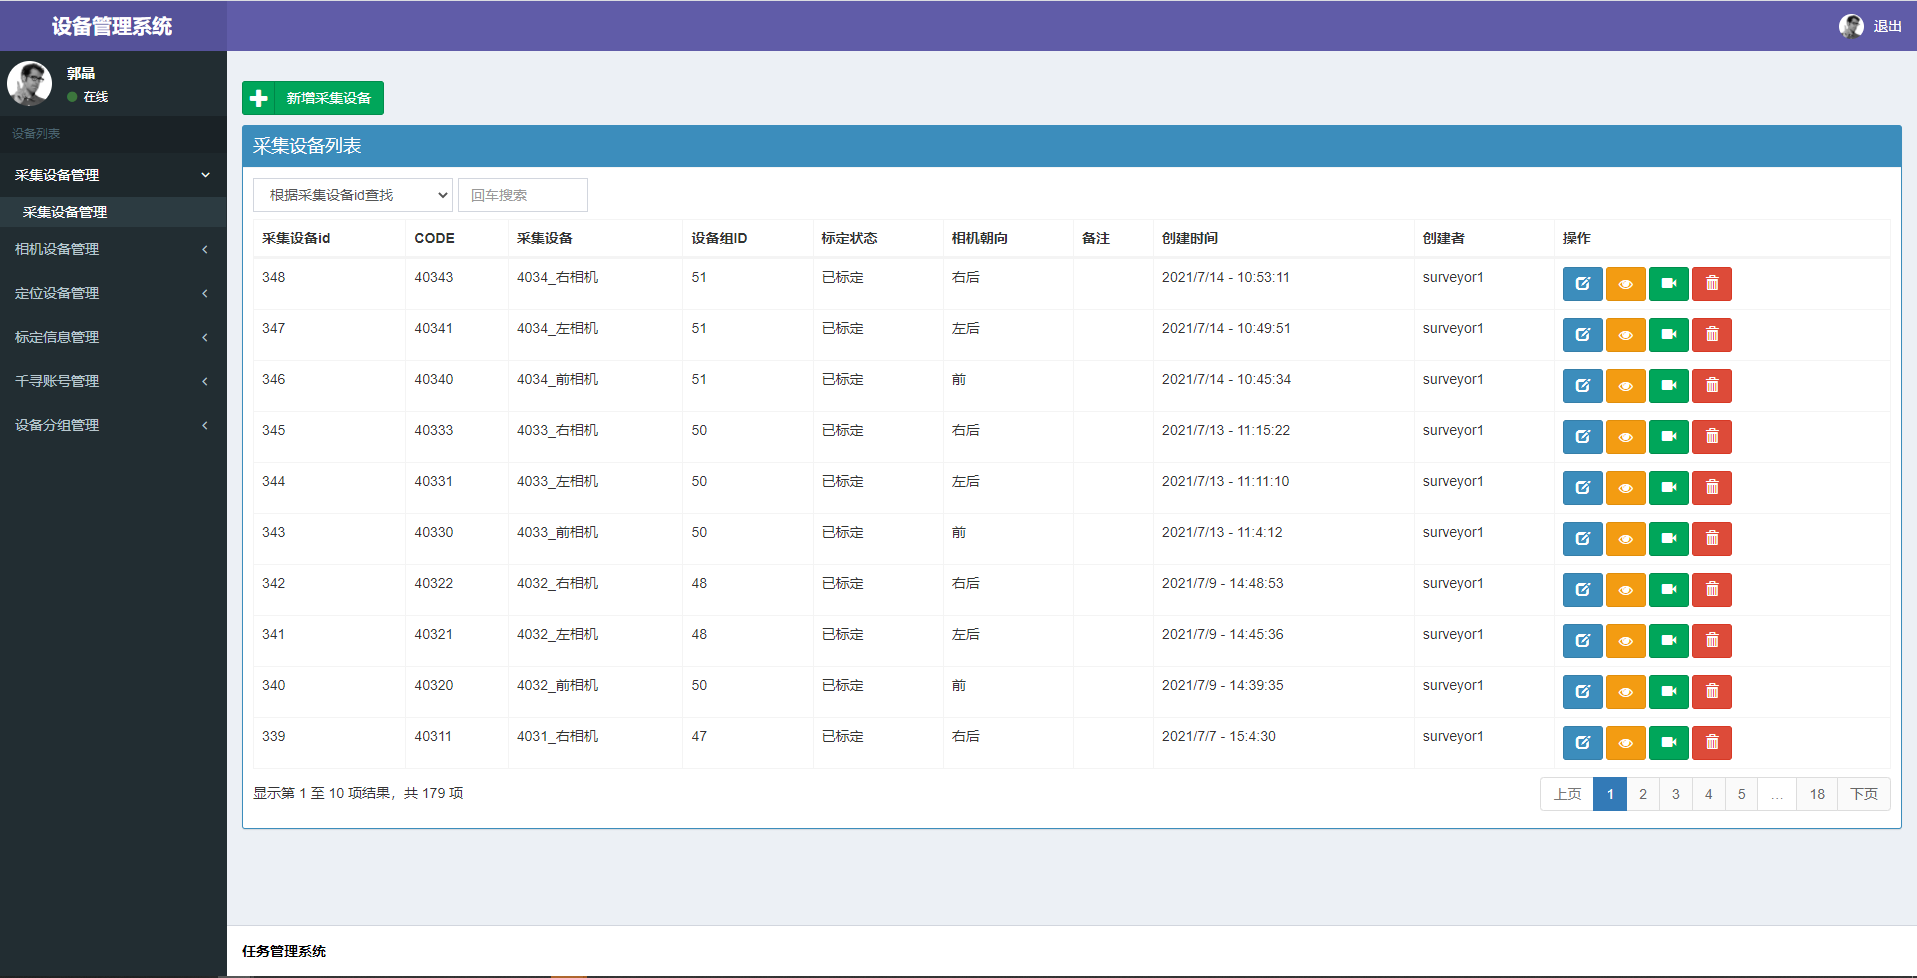 设备管理系统
退出
郭晶
在线
设备列表
采集设备管理
采集设备管理
相机设备管理
定位设备管理
标定信息管理
千寻账号管理
设备分组管理
新增采集设备
采集设备列表
根据采集设备id查找 回车搜索
采集设备id CODE 采集设备 设备组ID 标定状态 相机朝向 备注 创建时间 创建者 操作
348 40343 4034_右相机 51 已标定 右后 2021/7/14 - 10:53:11 surveyor1
347 40341 4034_左相机 51 已标定 左后 2021/7/14 - 10:49:51 surveyor1
346 40340 4034_前相机 51 已标定 前 2021/7/14 - 10:45:34 surveyor1
345 40333 4033_右相机 50 已标定 右后 2021/7/13 - 11:15:22 surveyor1
344 40331 4033_左相机 50 已标定 左后 2021/7/13 - 11:11:10 surveyor1
343 40330 4033_前相机 50 已标定 前 2021/7/13 - 11:4:12 surveyor1
342 40322 4032_右相机 48 已标定 右后 2021/7/9 - 14:48:53 surveyor1
341 40321 4032_左相机 48 已标定 左后 2021/7/9 - 14:45:36 surveyor1
340 40320 4032_前相机 50 已标定 前 2021/7/9 - 14:39:35 surveyor1
339 40311 4031_右相机 47 已标定 右后 2021/7/7 - 15:4:30 surveyor1
显示第 1 至 10 项结果，共 179 项
上页 1 2 3 4 5 … 18 下页
任务管理系统